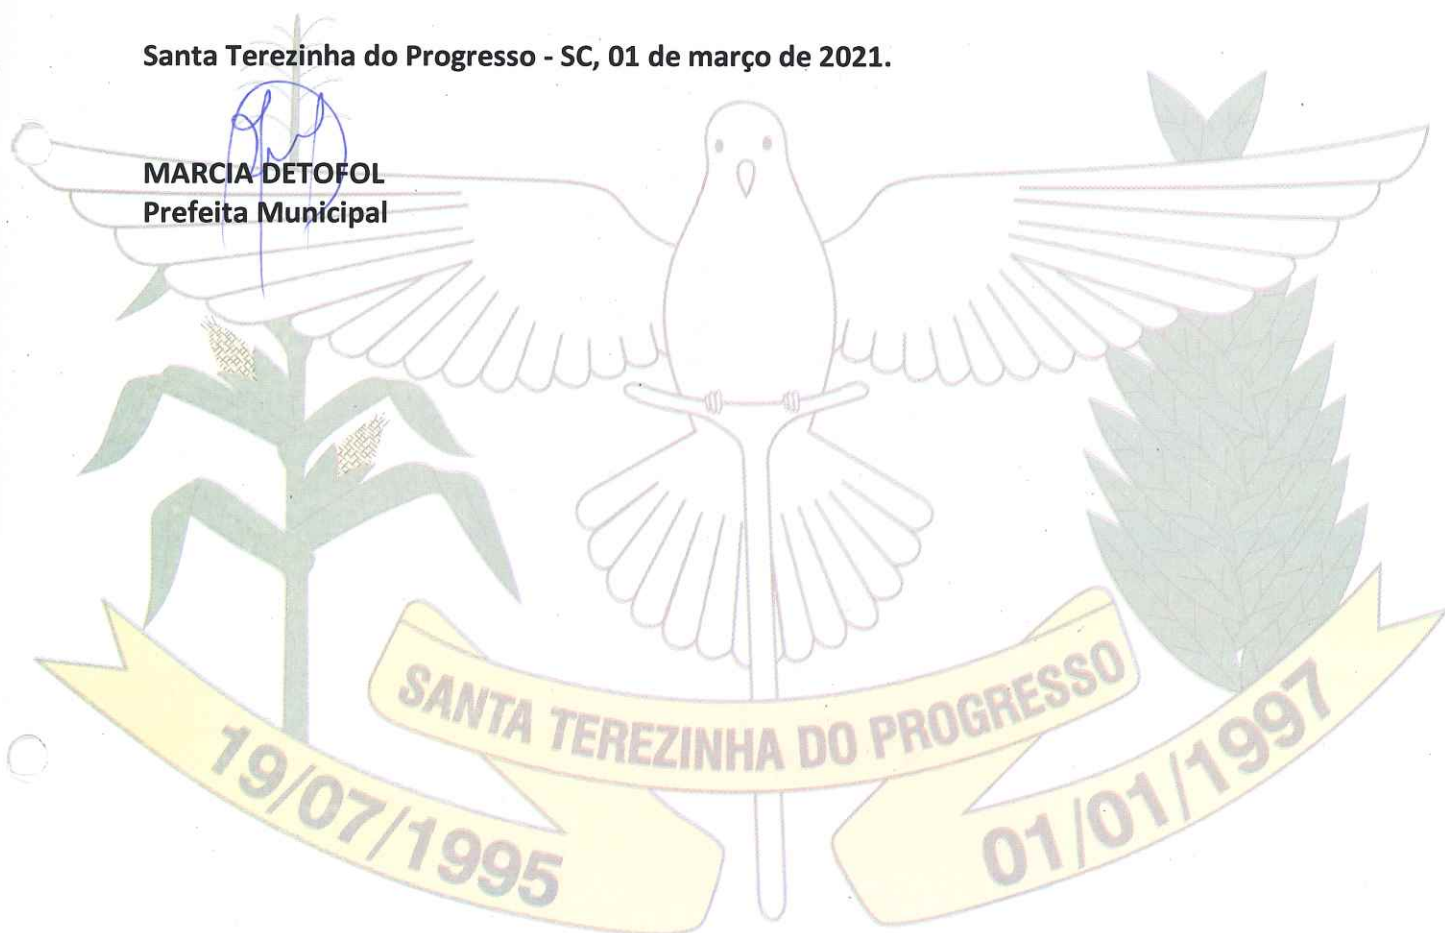 Santa Terezinha do Progresso - SC, 01 de março de 2021.
MARCIA DETOFOL
Prefeita Municipal
SANTA TEREZINHA DO PROGRESSO
19/07/1995
01/01/1997